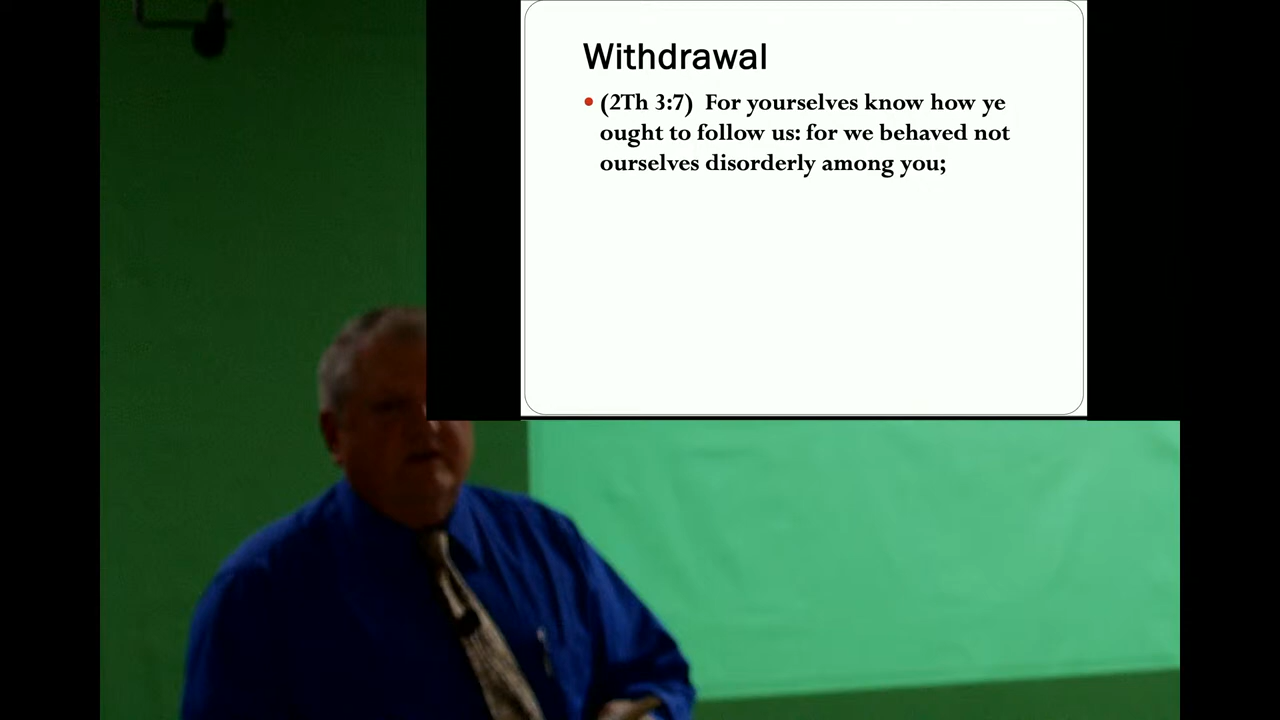 Withdrawal
• (2Th 3:7) For yourselves know how ye
ought to follow us: for we behaved not
ourselves disorderly among you;